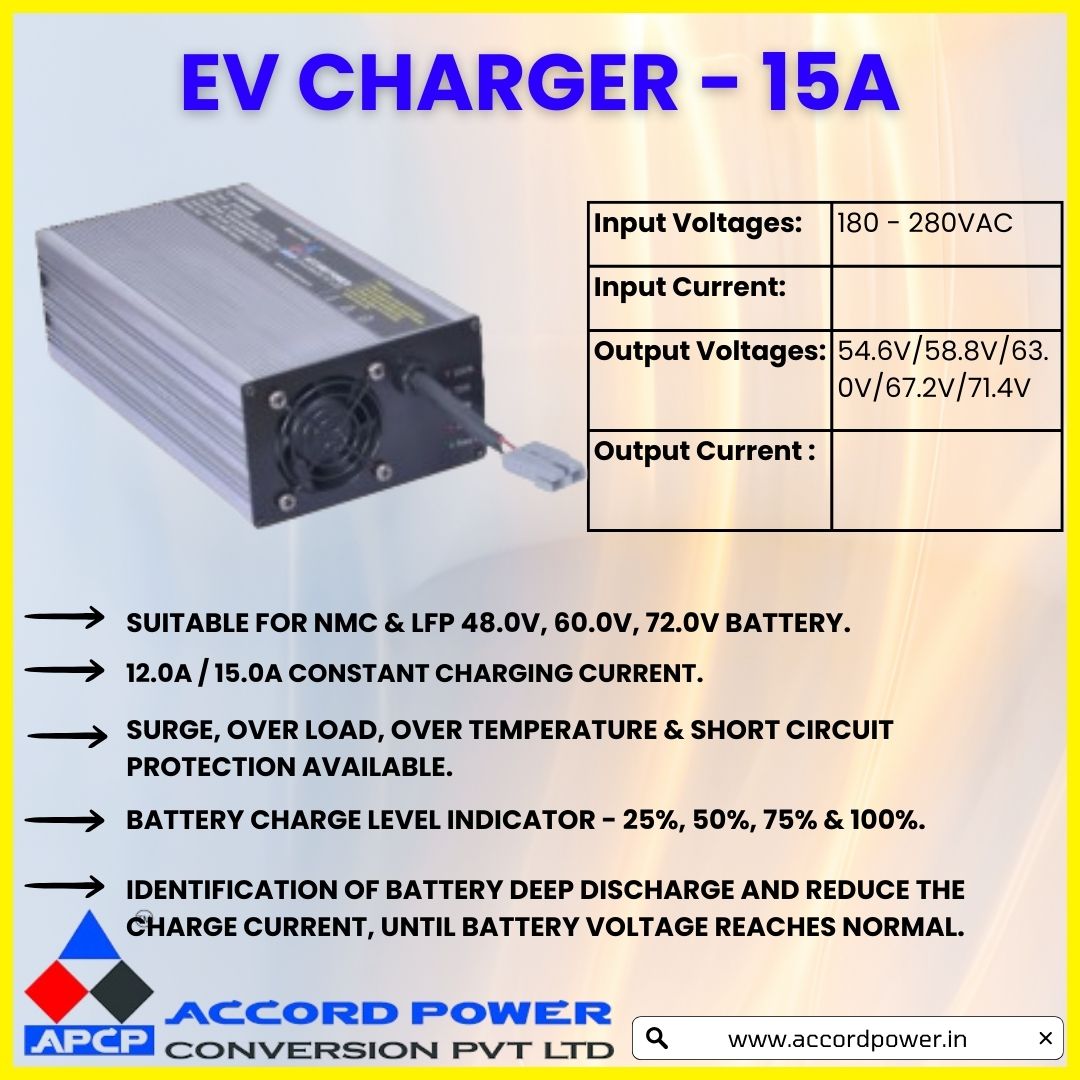 EV CHARGER - 15A
Input Voltages: 180 - 280VAC
Input Current:
Output Voltages: 54.6V/58.8V/63.
0V/67.2V/71.4V
Output Current :
SUITABLE FOR NMC & LFP 48.0V, 60.0V, 72.0V BATTERY.
12.0A / 15.0A CONSTANT CHARGING CURRENT.
SURGE, OVER LOAD, OVER TEMPERATURE & SHORT CIRCUIT
PROTECTION AVAILABLE.
BATTERY CHARGE LEVEL INDICATOR - 25%, 50%, 75% & 100%.
IDENTIFICATION OF BATTERY DEEP DISCHARGE AND REDUCE THE
CHARGE CURRENT, UNTIL BATTERY VOLTAGE REACHES NORMAL.
APCP
ACCORD POWER
CONVERSION PVT LTD
www.accordpower.in